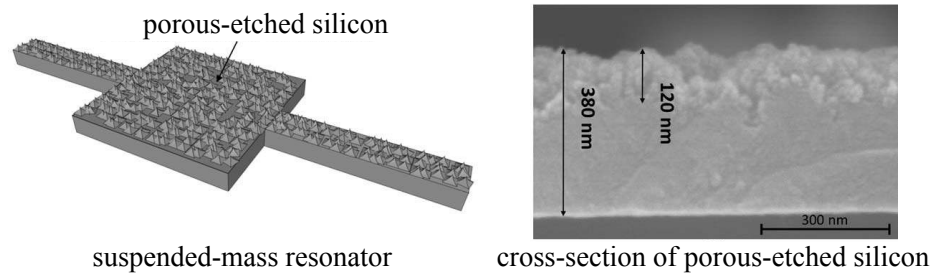 porous-etched silicon
380 nm
120 nm
300 nm
suspended-mass resonator
cross-section of porous-etched silicon